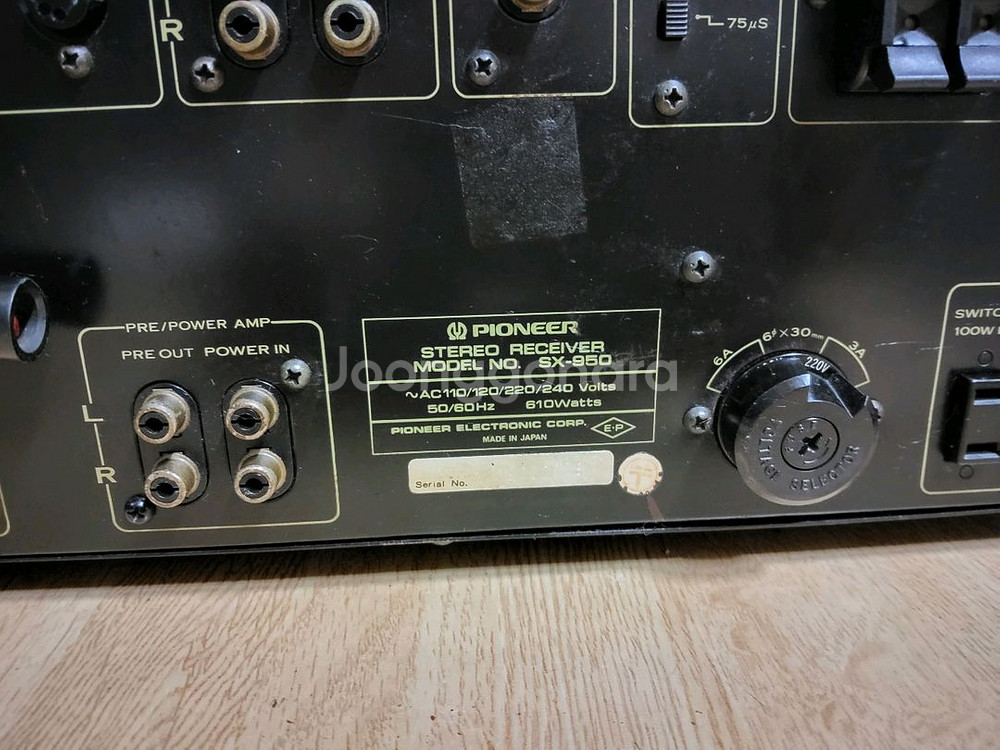 R
75μS
PRE/POWER AMP
PRE OUT POWER IN
L
R
PIONEER
STEREO RECEIVER
MODEL NO. SX-950
~AC110/120/220/240 Volts
50/60Hz 610Watts
PIONEER ELECTRONIC CORP.
E-P
MADE IN JAPAN
Serial No.
Joonggonara
6A
6ϕ×30mm
3A
220V
VOLTAGE SELECTOR
SWITC
100W